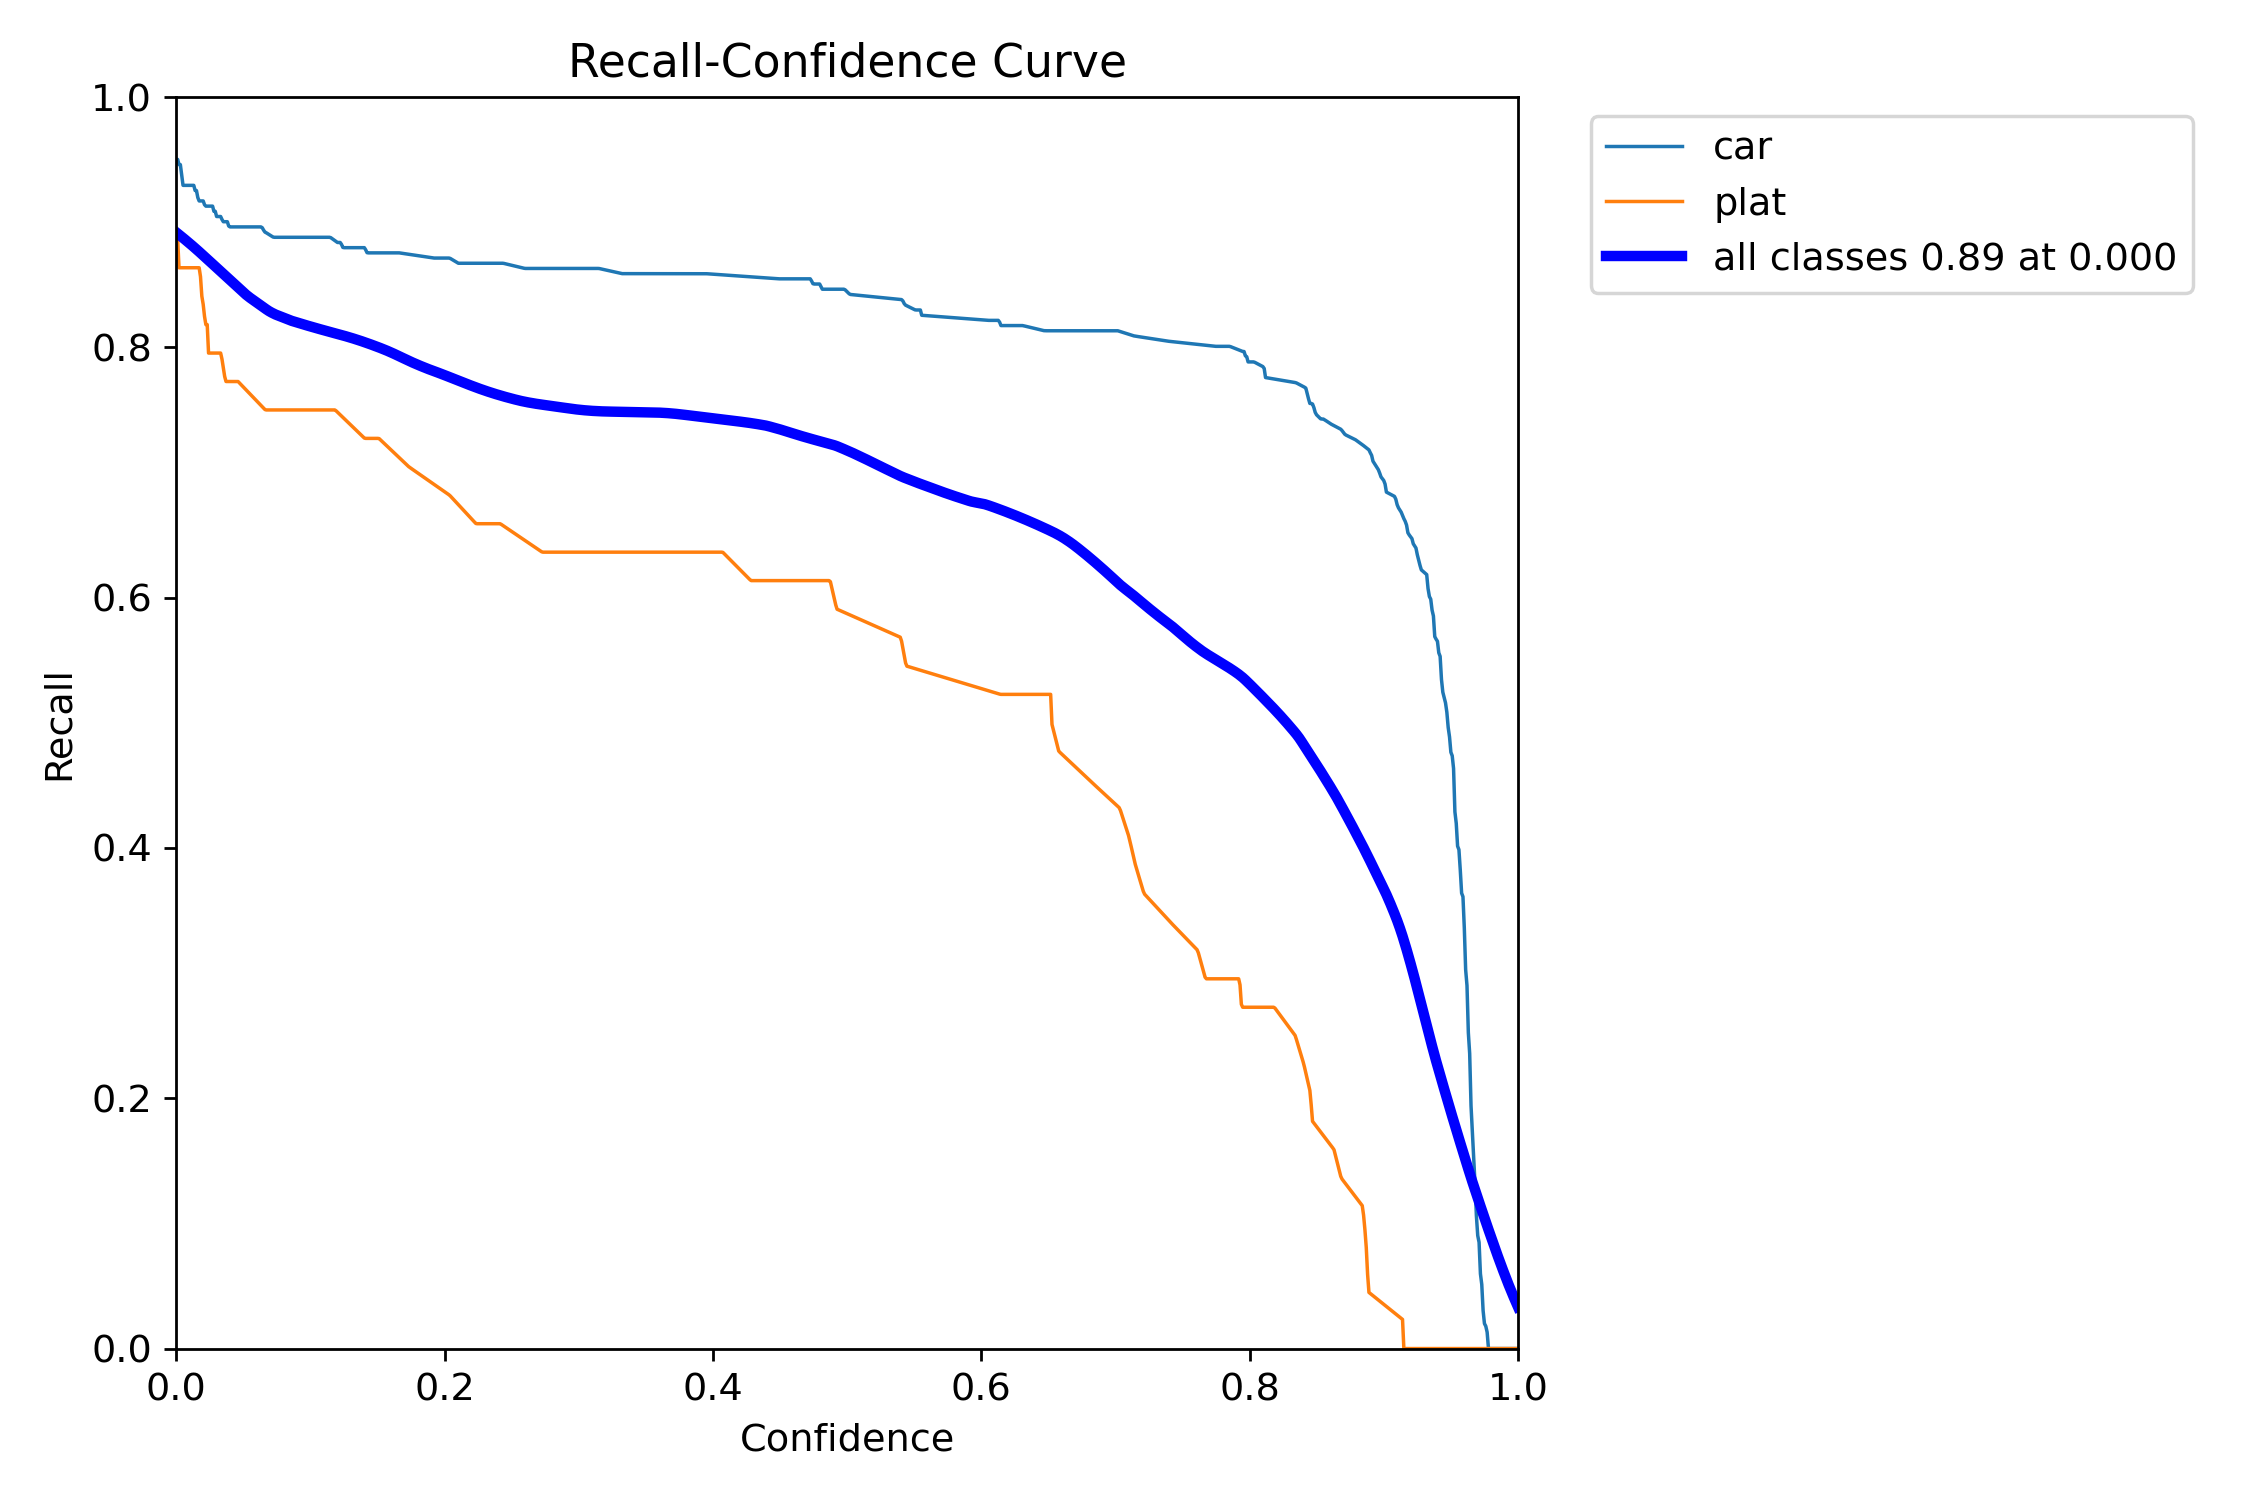 Recall-Confidence Curve
1.0
0.8
0.6
0.4
0.2
0.0
Recall
0.0 0.2 0.4 0.6 0.8 1.0
Confidence
car
plat
all classes 0.89 at 0.000